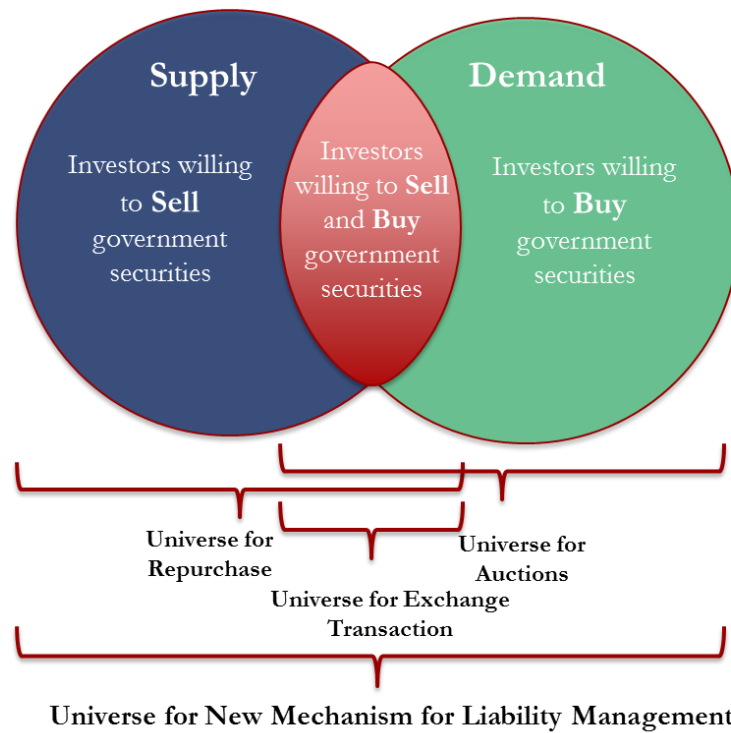 Supply
Investors willing
to Sell
government
securities
Investors
willing to Sell
and Buy
government
securities
Demand
Investors willing
to Buy
government
securities
Universe for
Repurchase
Universe for
Auctions
Universe for Exchange
Transaction
Universe for New Mechanism for Liability Management